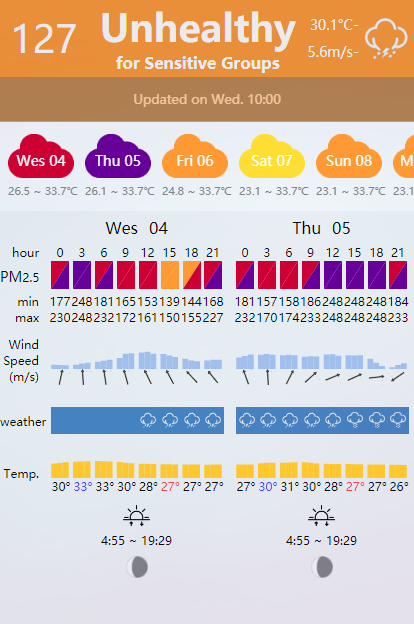 127
Unhealthy
for Sensitive Groups
30.1°C-
5.6m/s-
Updated on Wed. 10:00
Wed 04 Thu 05 Fri 06 Sat 07 Sun 08 M
26.5 ~ 33.7℃ 26.1 ~ 33.7℃ 24.8 ~ 33.7℃ 23.1 ~ 33.7℃ 23.1 ~ 33.7℃ 23.1
Wes 04 Thu 05
hour 0 3 6 9 12 15 18 21 0 3 6 9 12 15 18 21
PM2.5
min 177 248 181 165 153 139 144 168 181 157 158 186 248 248 248 184
max 230 248 232 172 161 150 155 227 232 170 174 233 248 248 248 233
Wind
Speed
(m/s)
weather
Temp.
30° 33° 33° 30° 28° 27° 27° 27° 27° 30° 31° 30° 28° 27° 27° 26°
4:55 ~ 19:29 4:55 ~ 19:29